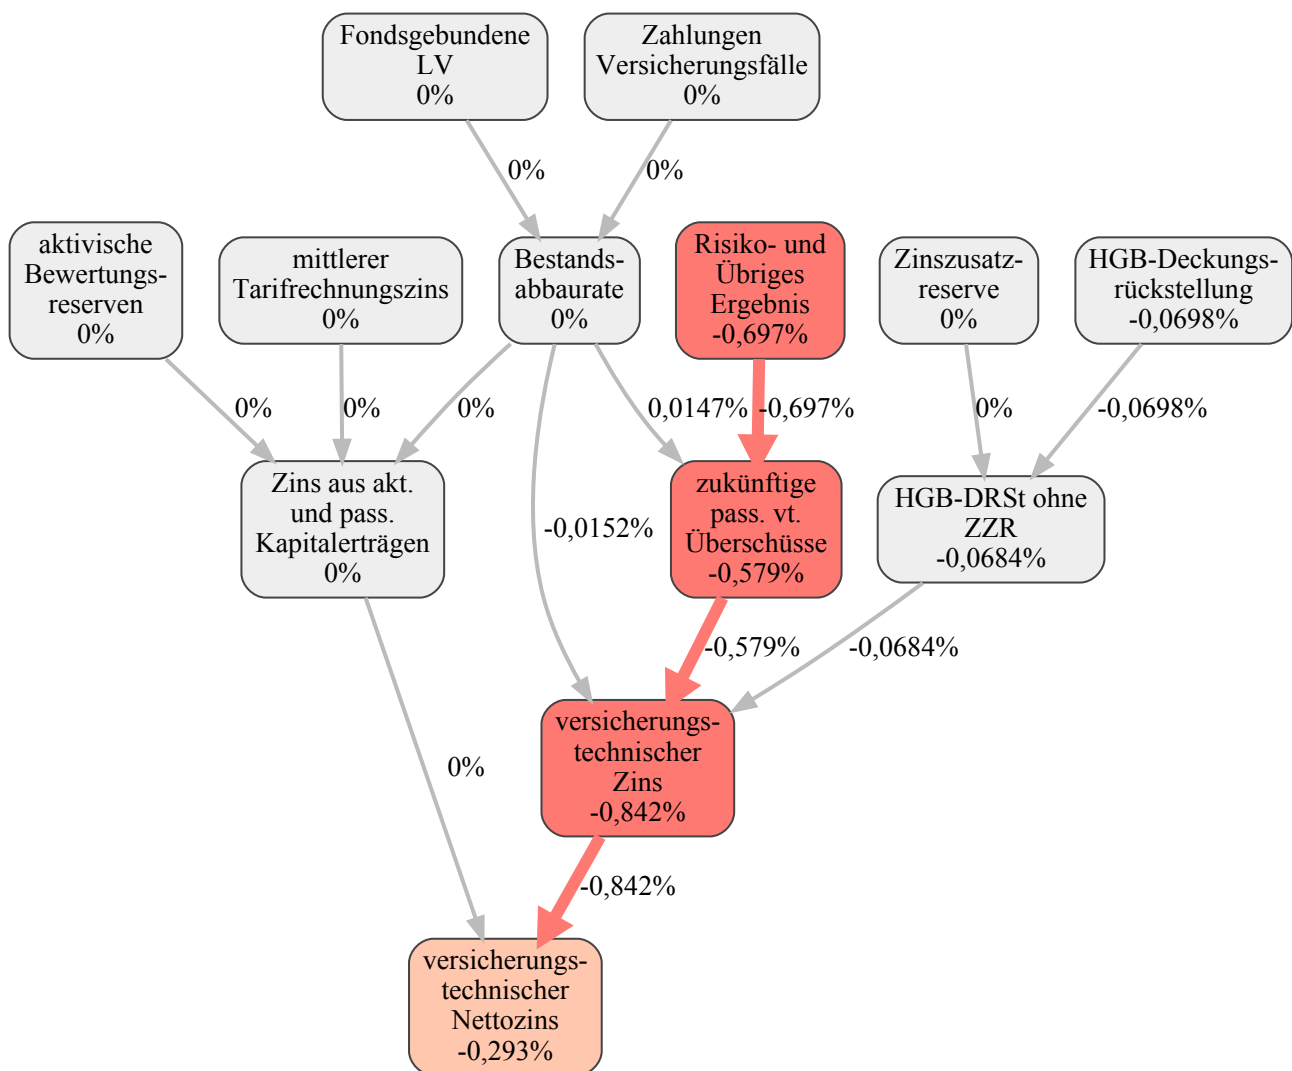 Fondsgebundene
LV
0%
Zahlungen
Versicherungsfälle
0%
0%
0%
aktivische
Bewertungs-
reserven
0%
mittlerer
Tarifrechnungszins
0%
Bestands-
abbaurate
0%
Risiko- und
Übriges
Ergebnis
-0,697%
Zinszusatz-
reserve
0%
HGB-Deckungs-
rückstellung
-0,0698%
0%
0%
0%
0,0147%
-0,697%
0%
-0,0698%
Zins aus akt.
und pass.
Kapitalerträgen
0%
-0,0152%
zukünftige
pass. vt.
Überschüsse
-0,579%
HGB-DRSt ohne
ZZR
-0,0684%
-0,579%
-0,0684%
versicherungs-
technischer
Zins
-0,842%
0%
-0,842%
versicherungs-
technischer
Nettozins
-0,293%